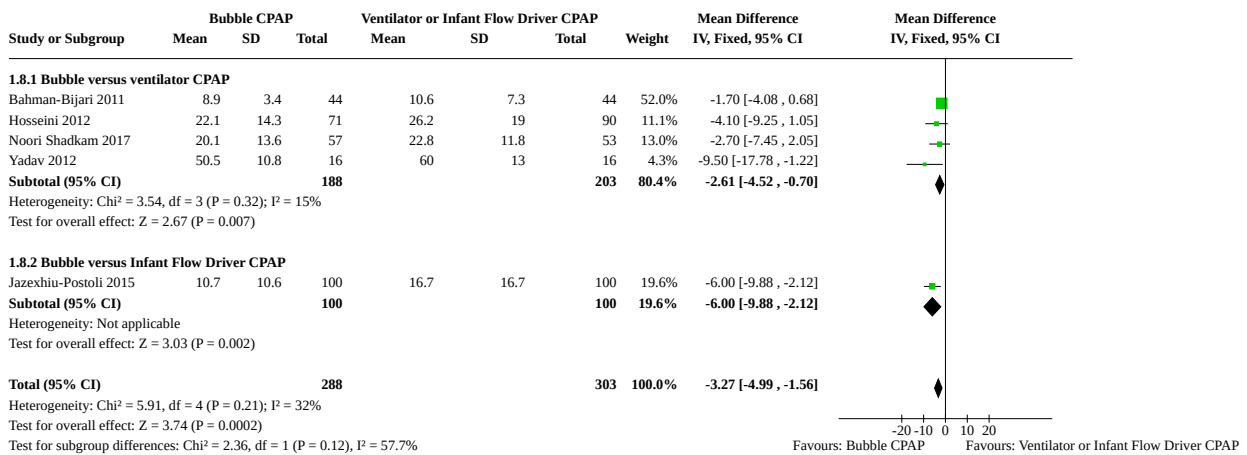 Bubble CPAP Ventilator or Infant Flow Driver CPAP Mean Difference Mean Difference
Study or Subgroup Mean SD Total Mean SD Total Weight IV, Fixed, 95% CI IV, Fixed, 95% CI
1.8.1 Bubble versus ventilator CPAP
Bahman-Bijari 2011 8.9 3.4 44 10.6 7.3 44 52.0% -1.70 [-4.08 , 0.68]
Hosseini 2012 22.1 14.3 71 26.2 19 90 11.1% -4.10 [-9.25 , 1.05]
Noori Shadkam 2017 20.1 13.6 57 22.8 11.8 53 13.0% -2.70 [-7.45 , 2.05]
Yadav 2012 50.5 10.8 16 60 13 16 4.3% -9.50 [-17.78 , -1.22]
Subtotal (95% CI) 188 203 80.4% -2.61 [-4.52 , -0.70]
Heterogeneity: Chi² = 3.54, df = 3 (P = 0.32); I² = 15%
Test for overall effect: Z = 2.67 (P = 0.007)
1.8.2 Bubble versus Infant Flow Driver CPAP
Jazexhiu-Postoli 2015 10.7 10.6 100 16.7 16.7 100 19.6% -6.00 [-9.88 , -2.12]
Subtotal (95% CI) 100 100 19.6% -6.00 [-9.88 , -2.12]
Heterogeneity: Not applicable
Test for overall effect: Z = 3.03 (P = 0.002)
Total (95% CI) 288 303 100.0% -3.27 [-4.99 , -1.56]
Heterogeneity: Chi² = 5.91, df = 4 (P = 0.21); I² = 32%
Test for overall effect: Z = 3.74 (P = 0.0002)
-20 -10 0 10 20
Test for subgroup differences: Chi² = 2.36, df = 1 (P = 0.12), I² = 57.7% Favours: Bubble CPAP Favours: Ventilator or Infant Flow Driver CPAP